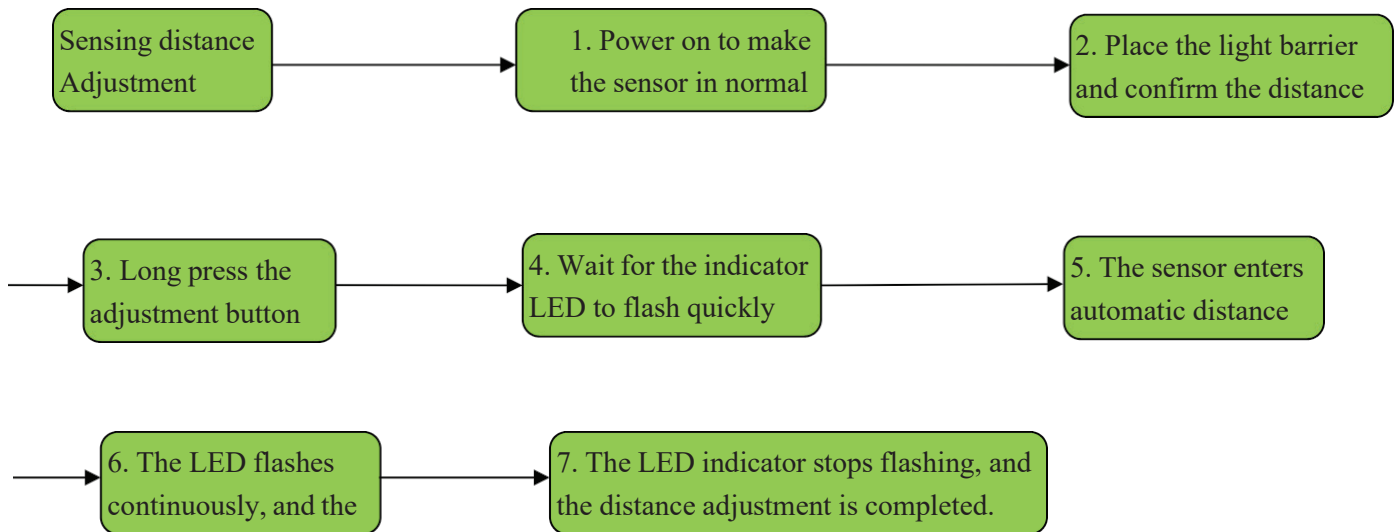 Sensing distance
Adjustment
1. Power on to make
the sensor in normal
2. Place the light barrier
and confirm the distance
3. Long press the
adjustment button
4. Wait for the indicator
LED to flash quickly
5. The sensor enters
automatic distance
6. The LED flashes
continuously, and the
7. The LED indicator stops flashing, and
the distance adjustment is completed.